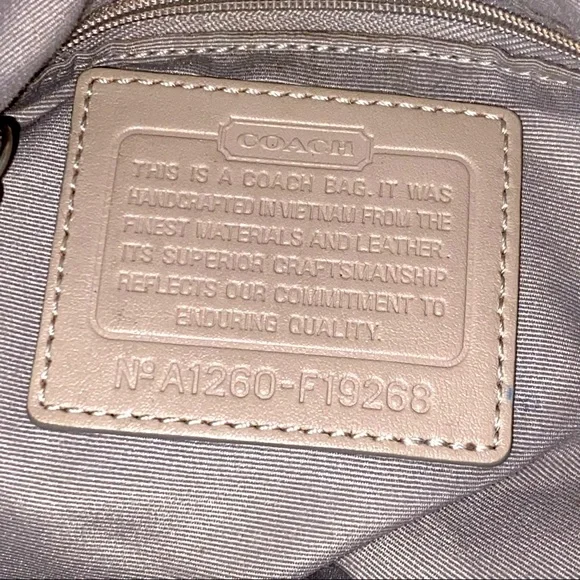 COACH
THIS IS A COACH BAG. IT WAS
HANDCRAFTED IN VIETNAM FROM THE
FINEST MATERIALS AND LEATHER.
ITS SUPERIOR CRAFTSMANSHIP
REFLECTS OUR COMMITMENT TO
ENDURING QUALITY.
Nº A1260-F19268